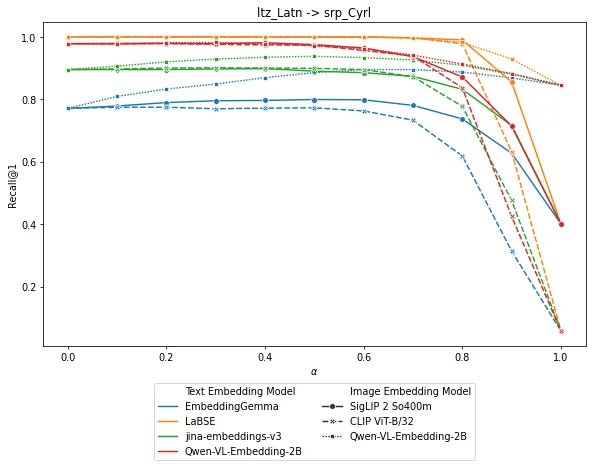 ltz_Latn -> srp_Cyrl
Recall@1
1.0
0.8
0.6
0.4
0.2
0.0 0.2 0.4 0.6 0.8 1.0
α
Text Embedding Model Image Embedding Model
EmbeddingGemma SigLIP 2 So400m
LaBSE CLIP ViT-B/32
jina-embeddings-v3 Qwen-VL-Embedding-2B
Qwen-VL-Embedding-2B